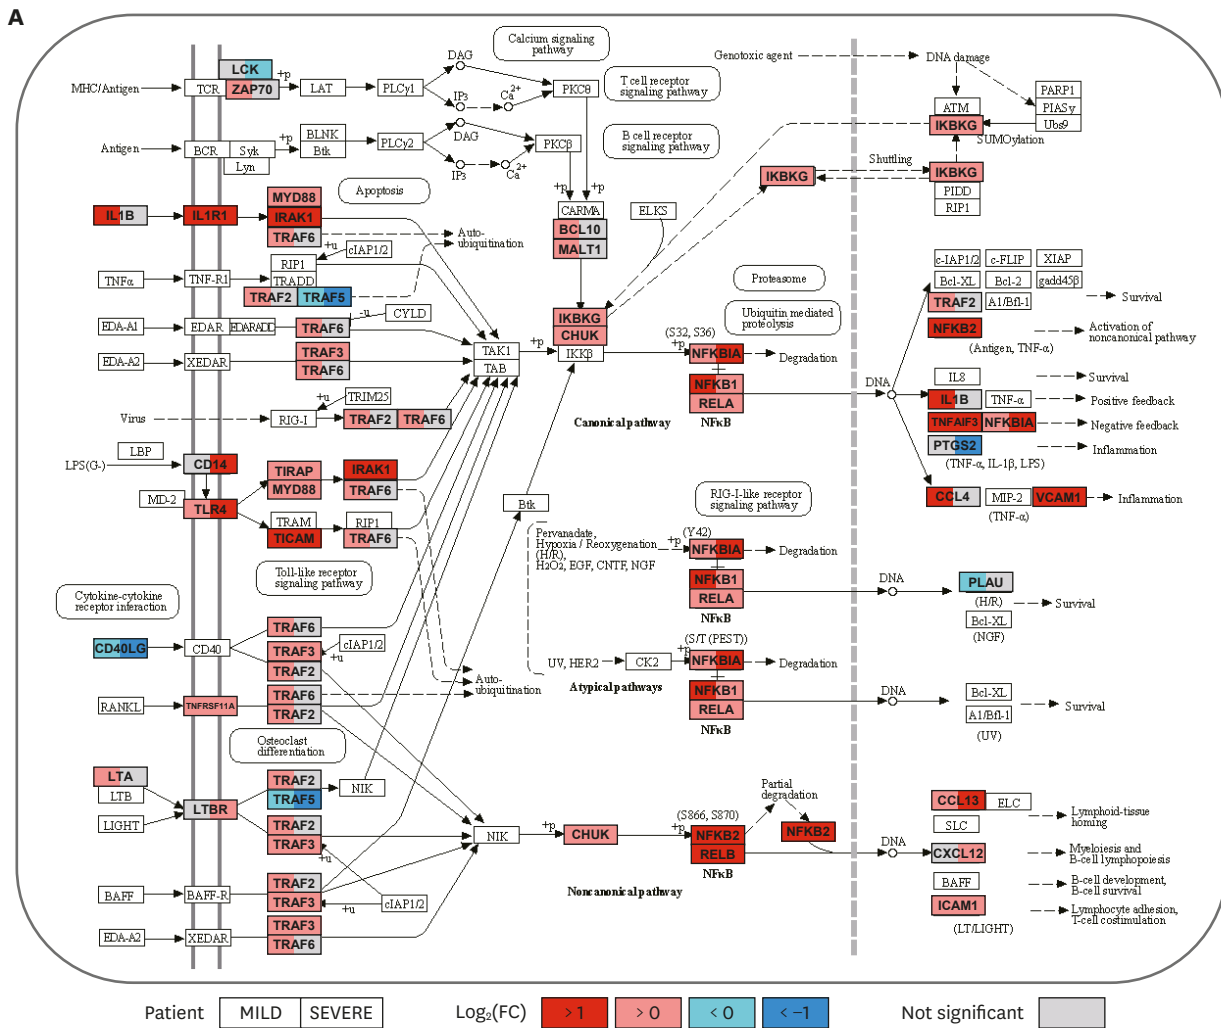 A
Calcium signaling
pathway
Genotoxic agent
DNA damage
LCK
ZAP70
+p
MHC/Antigen
TCR
LAT
PLCγ1
DAG
IP3
Ca2+
PKCθ
T cell receptor
signaling pathway
PARP1
PIASγ
Ubs9
ATM
IKBKG
SUMOylation
Antigen
BCR
Syk
Lyn
+p
BLNK
Btk
PLCγ2
DAG
IP3
Ca2+
PKCβ
B cell receptor
signaling pathway
Shuttling
IKBKG
IKBKG
PIDD
RIP1
+p
+p
Apoptosis
IL1B
IL1R1
MYD88
IRAK1
TRAF6
Auto-
ubiquitination
CARMA
BCL10
MALT1
ELKS
+u
cIAP1/2
TNFα
TNF-R1
RIP1
TRADD
TRAF2
TRAF5
Proteasome
Ubiquitin mediated
proteolysis
c-IAP1/2
c-FLIP
XIAP
Bcl-XL
Bcl-2
gadd45β
TRAF2
A1/Bfl-1
Survival
NFKB2
Activation of
noncanonical pathway
(Antigen, TNF-α)
EDA-A1
EDAR
EDARADD
TRAF6
-u
CYLD
EDA-A2
XEDAR
TRAF3
TRAF6
TAK1
TAB
+p
IKBKG
CHUK
IKKβ
(S32, S36)
+p
NFKBIA
Degradation
NFKB1
RELA
NFκB
Canonical pathway
DNA
IL8
Survival
IL1B
TNF-α
Positive feedback
TNFAIF3
NFKBIA
Negative feedback
PTGS2
Inflammation
(TNF-α, IL-1β, LPS)
CCL4
MIP-2
VCAM1
Inflammation
(TNF-α)
Virus
RIG-I
+u
TRIM25
TRAF2
TRAF6
LPS(G-)
LBP
CD14
MD-2
TLR4
TIRAP
MYD88
IRAK1
TRAF6
TRAM
TICAM
RIP1
TRAF6
Btk
RIG-I-like receptor
signaling pathway
Toll-like receptor
signaling pathway
Pervanadate,
Hypoxia / Reoxygenation
(H/R),
H2O2, EGF, CNTF, NGF
(Y42)
+p
NFKBIA
Degradation
NFKB1
RELA
NFκB
DNA
PLAU
(H/R)
Bcl-XL
(NGF)
Survival
Cytokine-cytokine
receptor interaction
CD40LG
CD40
TRAF6
TRAF3
TRAF2
+u
cIAP1/2
Auto-
ubiquitination
UV, HER2
CK2
(S/T (PEST))
+p
NFKBIA
Degradation
Atypical pathways
NFKB1
RELA
NFκB
DNA
Bcl-XL
A1/Bfl-1
(UV)
Survival
RANKL
TNFRSF11A
TRAF6
TRAF2
Osteoclast
differentiation
LTA
LTB
LIGHT
LTBR
TRAF2
TRAF5
NIK
TRAF2
TRAF3
+u
NIK
+p
CHUK
(S866, S870)
+p
NFKB2
RELB
NFκB
Partial
degradation
NFKB2
Noncanonical pathway
DNA
CCL13
ELC
SLC
Lymphoid-tissue
homing
CXCL12
Myeloiesis and
B-cell lymphopoiesis
BAFF
B-cell development,
B-cell survival
ICAM1
Lymphocyte adhesion,
T-cell costimulation
(LT/LIGHT)
BAFF
BAFF-R
TRAF2
TRAF3
+u
cIAP1/2
EDA-A2
XEDAR
TRAF3
TRAF6
Patient
MILD
SEVERE
Log2(FC)
> 1
> 0
< 0
< −1
Not significant